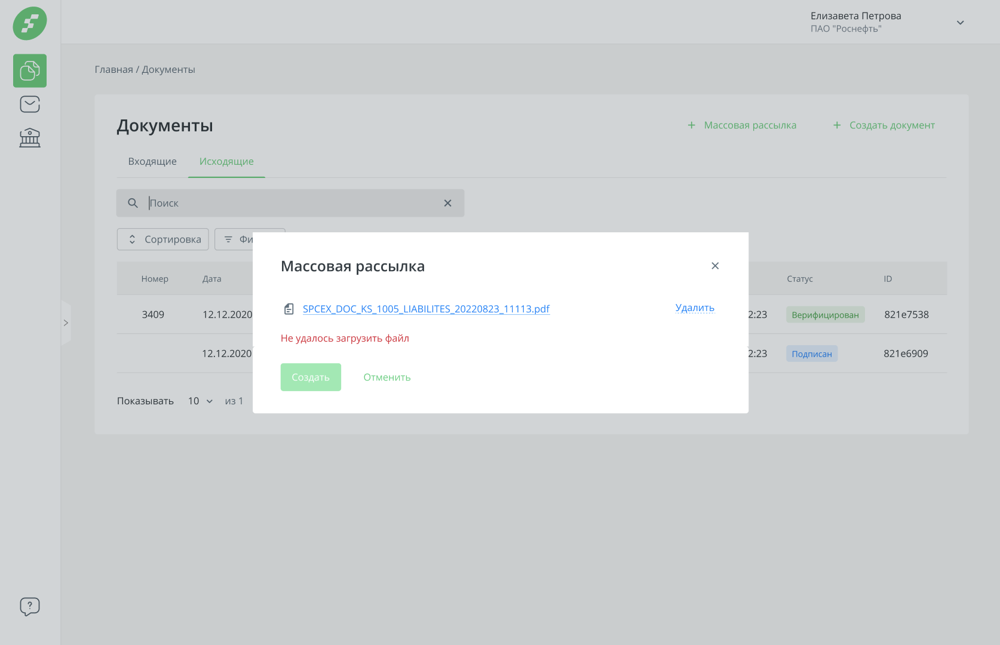 Елизавета Петрова
ПАО "Роснефть"
Главная / Документы
Документы
+ Массовая рассылка
+ Создать документ
Входящие
Исходящие
Поиск
Сортировка
Массовая рассылка
Номер
Дата
Статус
ID
SPCEX_DOC_KS_1005_LIABILITES_20220823_11113.pdf
Удалить
3409
12.12.2020
2:23
Верифицирован
821e7538
Не удалось загрузить файл
12.12.2020
2:23
Подписан
821e6909
Создать
Отменить
Показывать 10 из 1